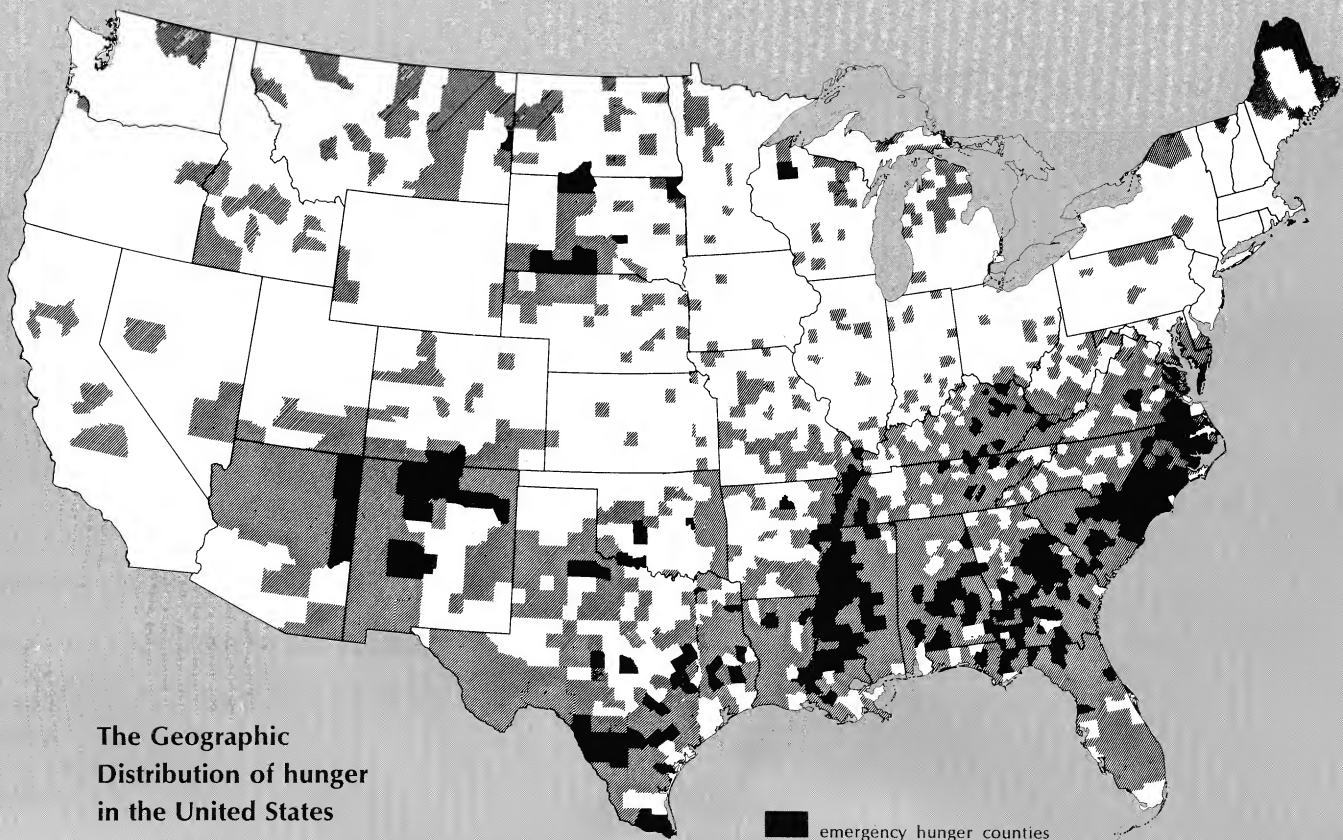 The Geographic
Distribution of hunger
in the United States
emergency hunger counties